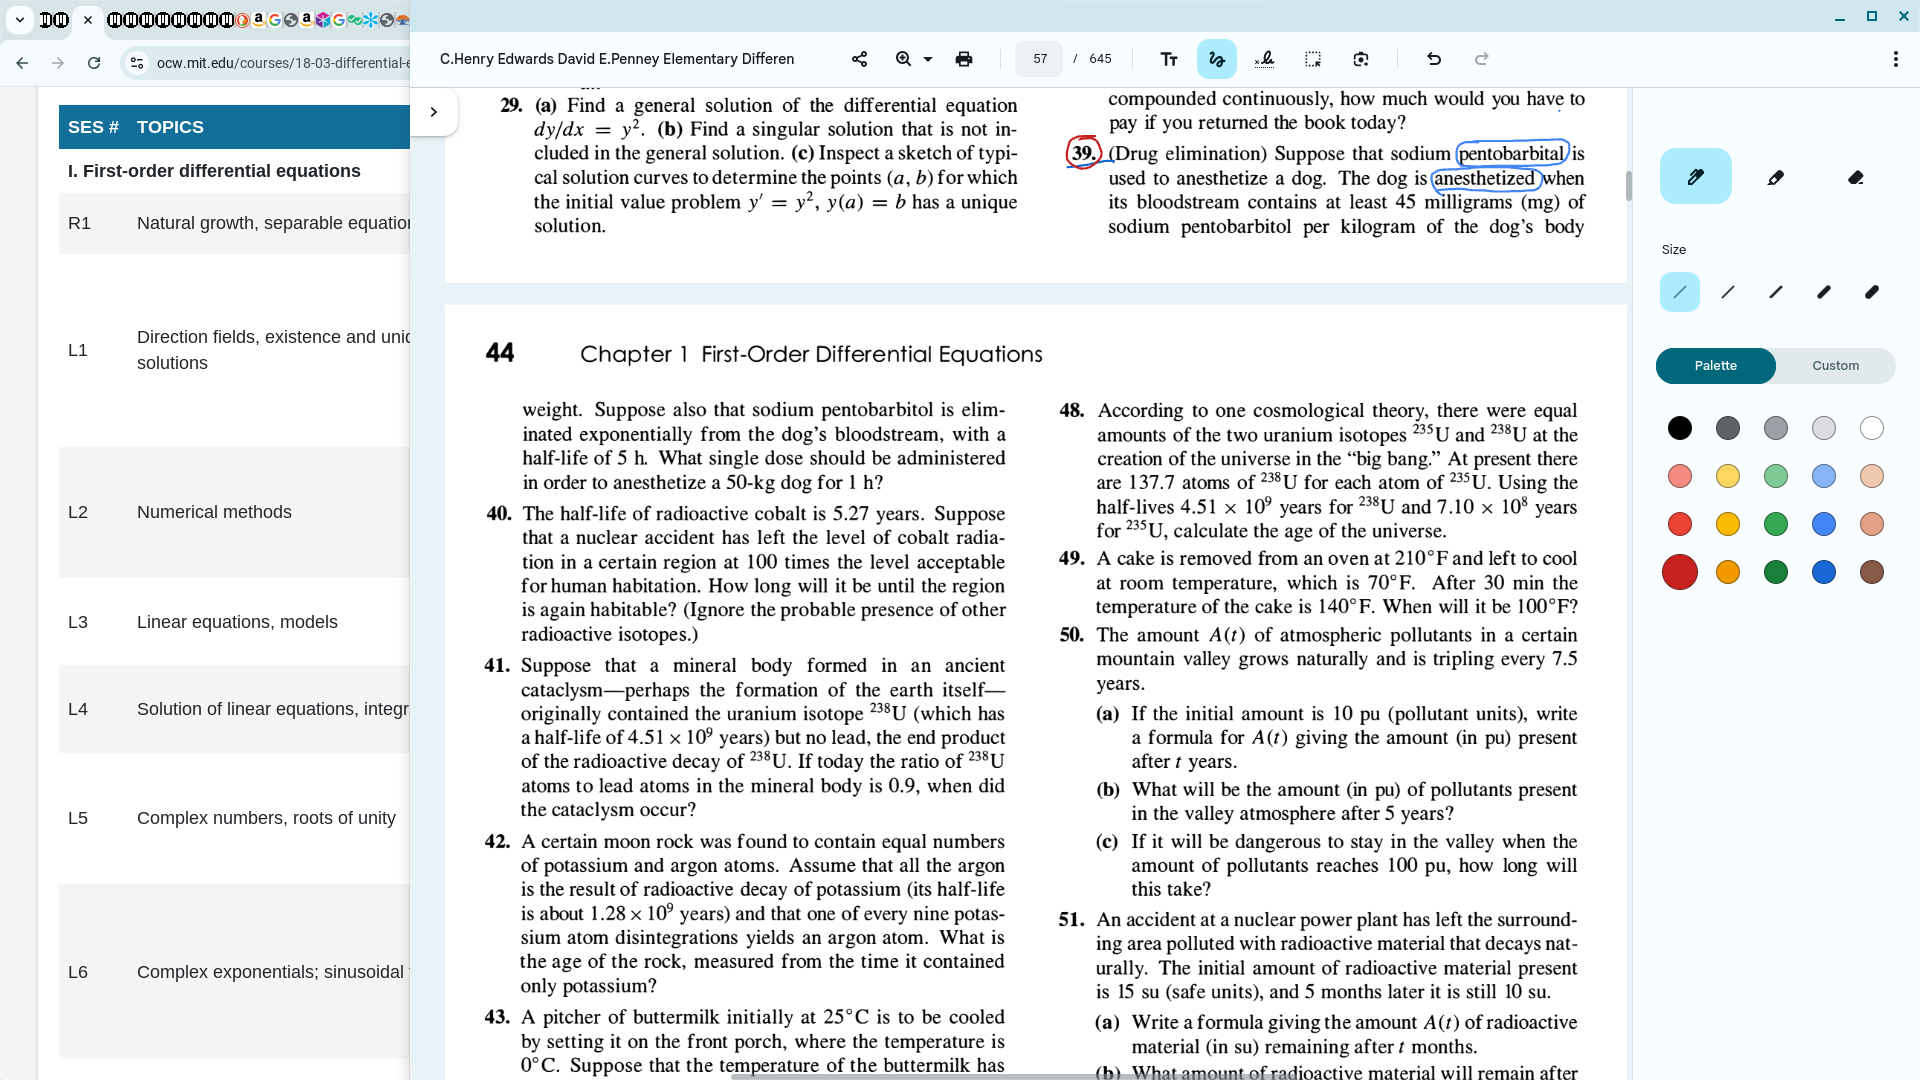 C.Henry Edwards David E.Penney Elementary Differen
57 / 645
ocw.mit.edu/courses/18-03-differential-e
SES # TOPICS
I. First-order differential equations
R1 Natural growth, separable equation
L1 Direction fields, existence and uniq
solutions
L2 Numerical methods
L3 Linear equations, models
L4 Solution of linear equations, integr
L5 Complex numbers, roots of unity
L6 Complex exponentials; sinusoidal
29. (a) Find a general solution of the differential equation
dy/dx = y². (b) Find a singular solution that is not in-
cluded in the general solution. (c) Inspect a sketch of typi-
cal solution curves to determine the points (a, b) for which
the initial value problem y′ = y², y(a) = b has a unique
solution.
compounded continuously, how much would you have to
pay if you returned the book today?
39. (Drug elimination) Suppose that sodium pentobarbital is
used to anesthetize a dog. The dog is anesthetized when
its bloodstream contains at least 45 milligrams (mg) of
sodium pentobarbitol per kilogram of the dog's body
44 Chapter 1 First-Order Differential Equations
weight. Suppose also that sodium pentobarbitol is elim-
inated exponentially from the dog's bloodstream, with a
half-life of 5 h. What single dose should be administered
in order to anesthetize a 50-kg dog for 1 h?
40. The half-life of radioactive cobalt is 5.27 years. Suppose
that a nuclear accident has left the level of cobalt radia-
tion in a certain region at 100 times the level acceptable
for human habitation. How long will it be until the region
is again habitable? (Ignore the probable presence of other
radioactive isotopes.)
41. Suppose that a mineral body formed in an ancient
cataclysm—perhaps the formation of the earth itself—
originally contained the uranium isotope ²³⁸U (which has
a half-life of 4.51 × 10⁹ years) but no lead, the end product
of the radioactive decay of ²³⁸U. If today the ratio of ²³⁸U
atoms to lead atoms in the mineral body is 0.9, when did
the cataclysm occur?
42. A certain moon rock was found to contain equal numbers
of potassium and argon atoms. Assume that all the argon
is the result of radioactive decay of potassium (its half-life
is about 1.28 × 10⁹ years) and that one of every nine potas-
sium atom disintegrations yields an argon atom. What is
the age of the rock, measured from the time it contained
only potassium?
43. A pitcher of buttermilk initially at 25°C is to be cooled
by setting it on the front porch, where the temperature is
0°C. Suppose that the temperature of the buttermilk has
48. According to one cosmological theory, there were equal
amounts of the two uranium isotopes ²³⁵U and ²³⁸U at the
creation of the universe in the “big bang.” At present there
are 137.7 atoms of ²³⁸U for each atom of ²³⁵U. Using the
half-lives 4.51 × 10⁹ years for ²³⁸U and 7.10 × 10⁸ years
for ²³⁵U, calculate the age of the universe.
49. A cake is removed from an oven at 210°F and left to cool
at room temperature, which is 70°F. After 30 min the
temperature of the cake is 140°F. When will it be 100°F?
50. The amount A(t) of atmospheric pollutants in a certain
mountain valley grows naturally and is tripling every 7.5
years.
(a) If the initial amount is 10 pu (pollutant units), write
a formula for A(t) giving the amount (in pu) present
after t years.
(b) What will be the amount (in pu) of pollutants present
in the valley atmosphere after 5 years?
(c) If it will be dangerous to stay in the valley when the
amount of pollutants reaches 100 pu, how long will
this take?
51. An accident at a nuclear power plant has left the surround-
ing area polluted with radioactive material that decays nat-
urally. The initial amount of radioactive material present
is 15 su (safe units), and 5 months later it is still 10 su.
(a) Write a formula giving the amount A(t) of radioactive
material (in su) remaining after t months.
(b) What amount of radioactive material will remain after
Size
Palette Custom